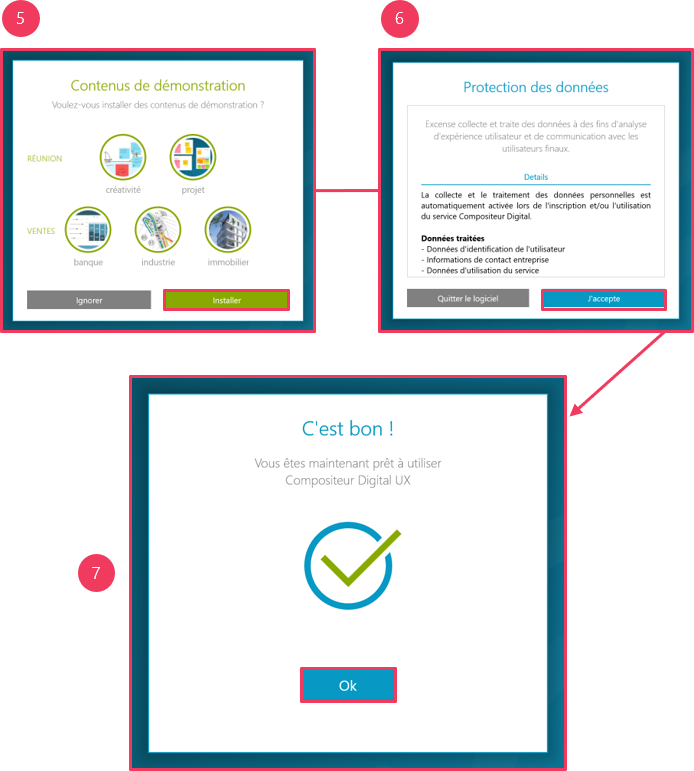 5
Contenus de démonstration
Voulez-vous installer des contenus de démonstration ?
RÉUNION
créativité
projet
VENTES
banque
industrie
immobilier
Ignorer
Installer
6
Protection des données
Excense collecte et traite des données à des fins d'analyse
d'expérience utilisateur et de communication avec les
utilisateurs finaux.
Details
La collecte et le traitement des données personelles est
automatiquement activée lors de l'inscription et/ou l'utilisation
du service Compositeur Digital.
Données traitées
- Données d'identification de l'utilisateur
- Informations de contact entreprise
- Données d'utilisation du service
Quitter le logiciel
J'accepte
7
C'est bon !
Vous êtes maintenant prêt à utiliser
Compositeur Digital UX
Ok